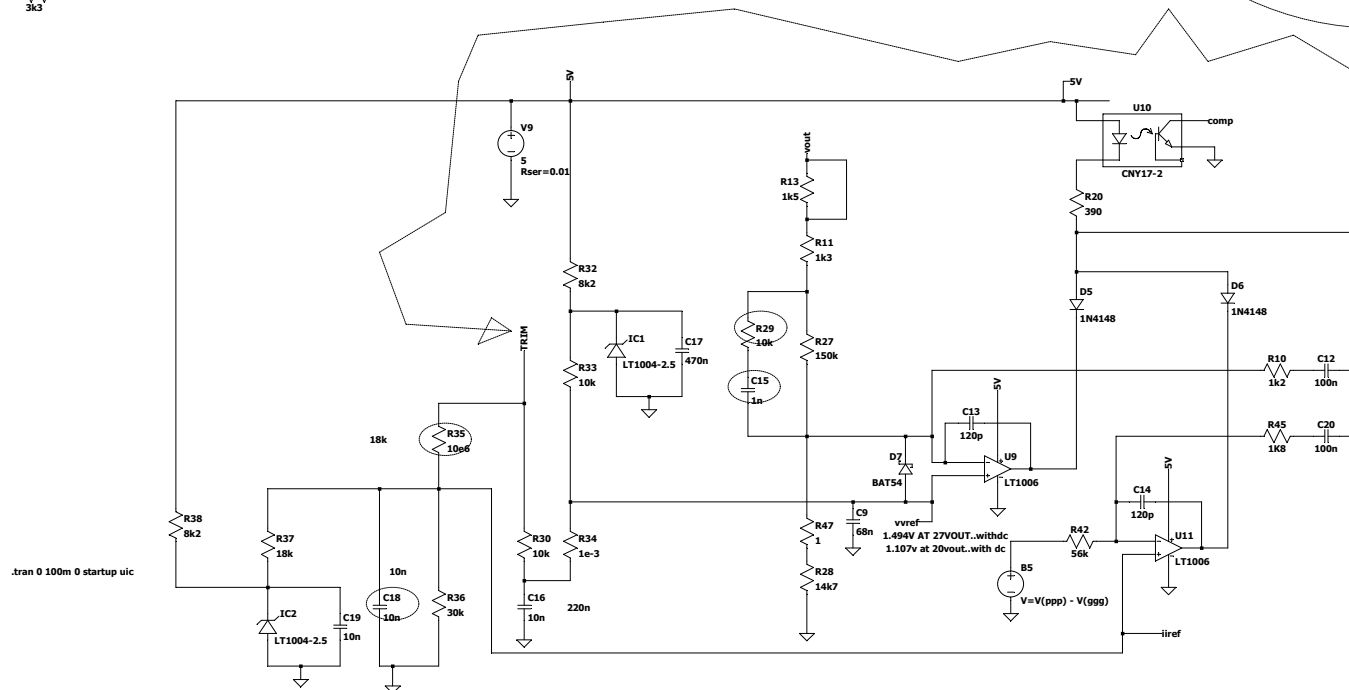 3k3
5V
5V
V9
5
Rser=0.01
U10
comp
CNY17-2
vout
R13
1k5
R20
390
R11
1k3
R32
8k2
D5
1N4148
D6
1N4148
TRIM
IC1
LT1004-2.5
C17
470n
R29
10k
R27
150k
R33
10k
C15
1n
R10
1k2
C12
100n
5V
C13
120p
U9
LT1006
18k
R35
10e6
D7
BAT54
R45
1K8
C20
100n
5V
C14
120p
U11
LT1006
R38
8k2
R37
18k
R30
10k
R34
1e-3
C9
68n
vvref
1.494V AT 27VOUT..withdc
1.107v at 20vout..with dc
R47
1
R28
14k7
R42
56k
B5
V=V(ppp) - V(ggg)
.tran 0 100m 0 startup uic
10n
C18
10n
R36
30k
C16
10n
220n
IC2
LT1004-2.5
C19
10n
iiref